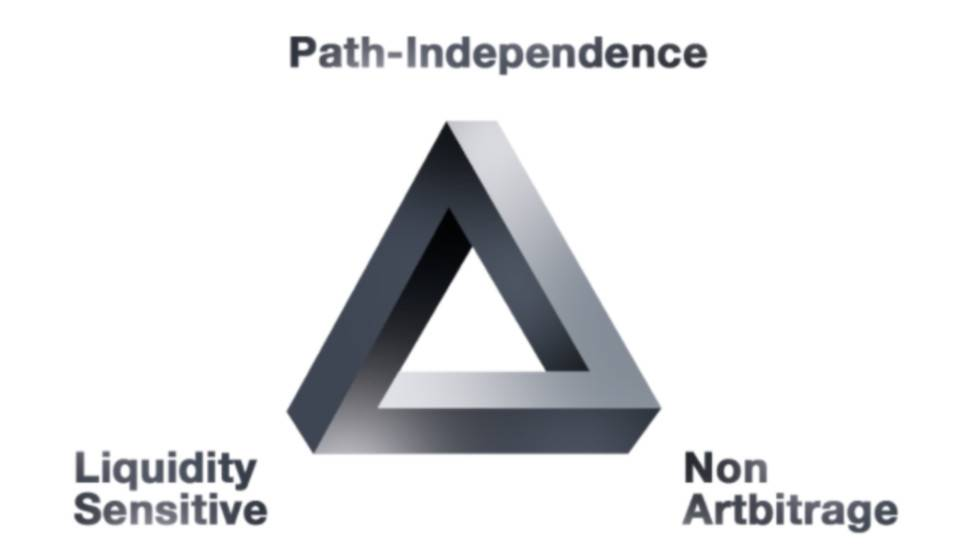 Path-Independence
Liquidity
Sensitive
Non
Artbitrage